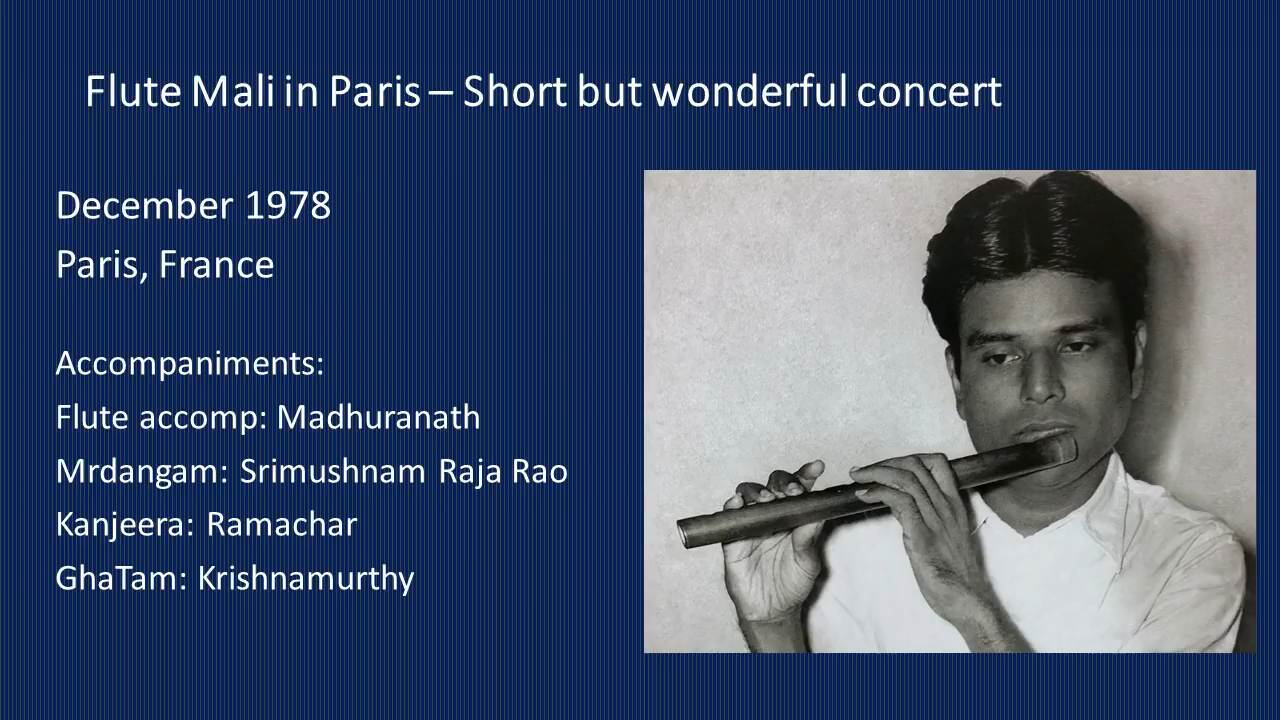 Flute Mali in Paris – Short but wonderful concert
December 1978
Paris, France
Accompaniments:
Flute accomp: Madhuranath
Mrdangam: Srimushnam Raja Rao
Kanjeera: Ramachar
GhaTam: Krishnamurthy